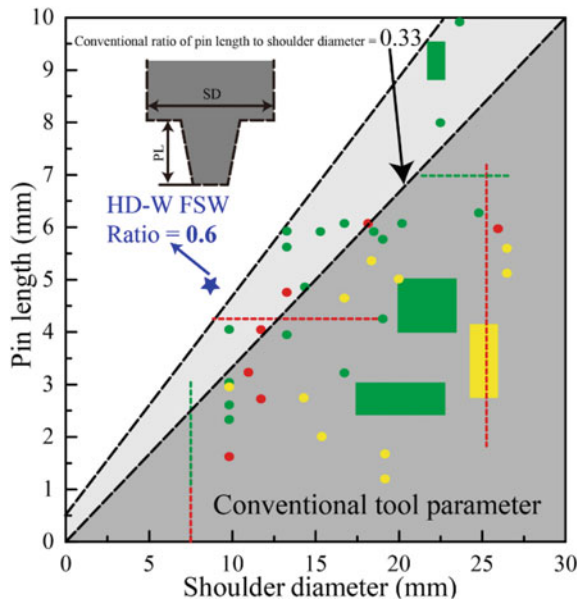 Conventional ratio of pin length to shoulder diameter = 0.33
SD
PL
HD-W FSW
Ratio = 0.6
Conventional tool parameter
Pin length (mm)
10
9
8
7
6
5
4
3
2
1
0
0
5
10
15
20
25
30
Shoulder diameter (mm)